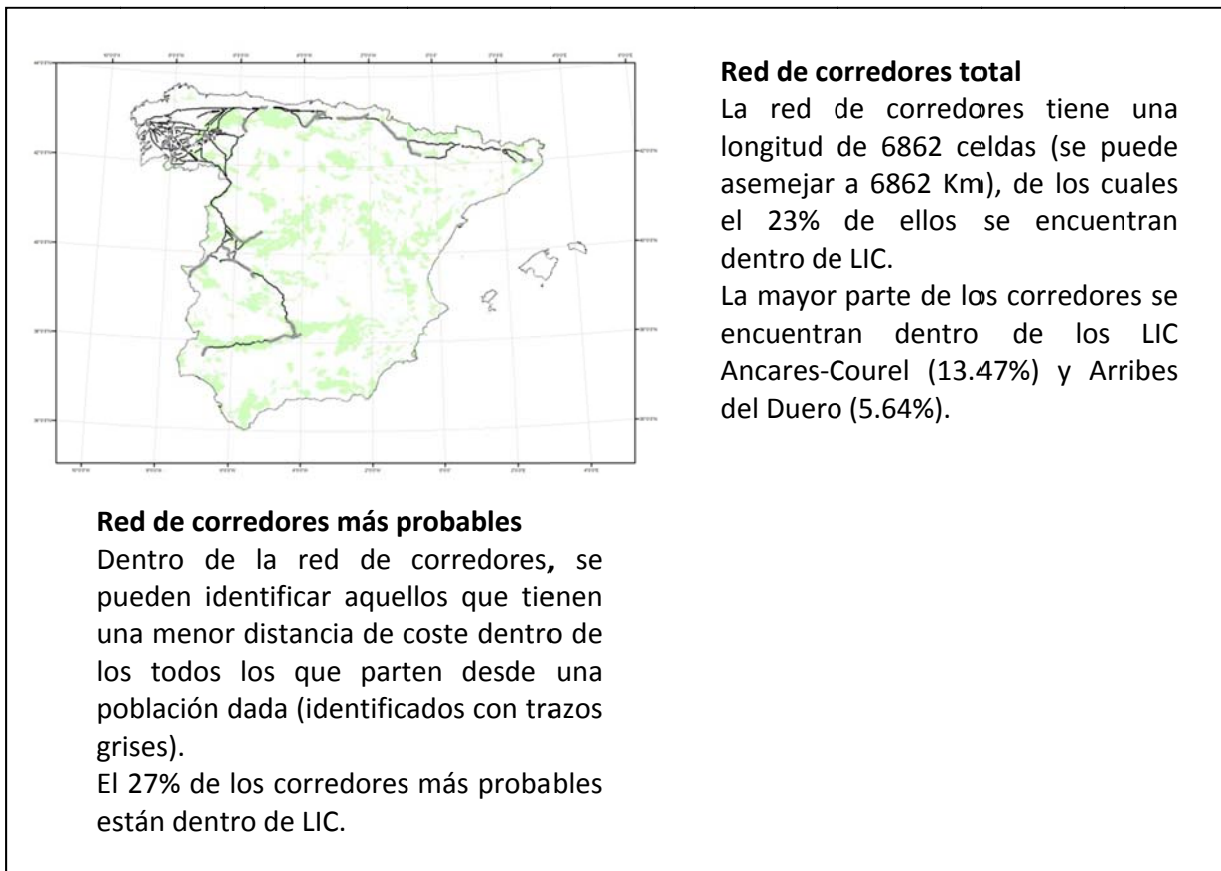 Red de corredores total
La red de corredores tiene una
longitud de 6862 celdas (se puede
asemejar a 6862 Km), de los cuales
el 23% de ellos se encuentran
dentro de LIC.
La mayor parte de los corredores se
encuentran dentro de los LIC
Ancares-Courel (13.47%) y Arribes
del Duero (5.64%).
Red de corredores más probables
Dentro de la red de corredores, se
pueden identificar aquellos que tienen
una menor distancia de coste dentro de
los todos los que parten desde una
población dada (identificados con trazos
grises).
El 27% de los corredores más probables
están dentro de LIC.